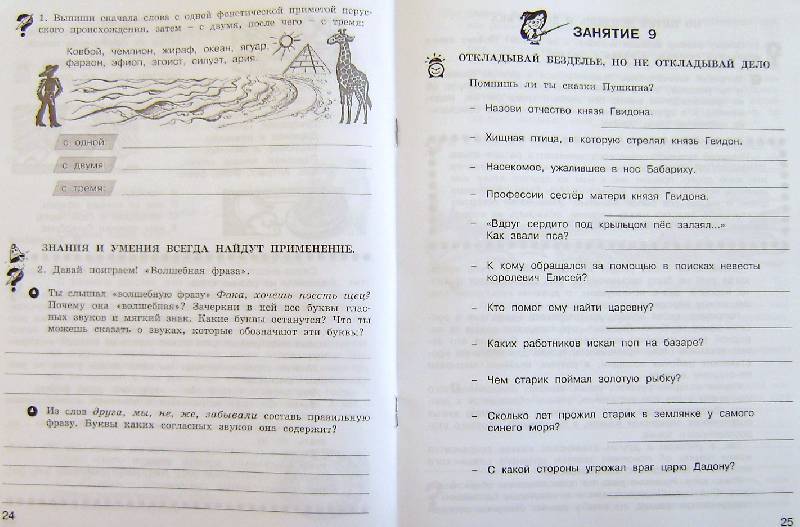 1. Выпиши сначала слова с одной фонетической приметой нерус-
ского происхождения, затем – с двумя, после чего – с тремя:
Ковбой, чемпион, жираф, океан, ягуар,
фараон, эфиоп, эгоист, силуэт, ария.
с одной:
с двумя:
с тремя:
ЗНАНИЯ И УМЕНИЯ ВСЕГДА НАЙДУТ ПРИМЕНЕНИЕ.
2. Давай поиграем! «Волшебная фраза».
Ты слышал «волшебную фразу» Фока, хочешь поесть щец?
Почему она «волшебная»? Зачеркни в ней все буквы глас-
ных звуков и мягкий знак. Какие буквы останутся? Что ты
можешь сказать о звуках, которые обозначают эти буквы?
Из слов друга, мы, не, же, забывали составь правильную
фразу. Буквы каких согласных звуков она содержит?
24
ЗАНЯТИЕ 9
ОТКЛАДЫВАЙ БЕЗДЕЛЬЕ, НО НЕ ОТКЛАДЫВАЙ ДЕЛО
Помнишь ли ты сказки Пушкина?
– Назови отчество князя Гвидона.
– Хищная птица, в которую стрелял князь Гвидон.
– Насекомое, ужалившее в нос Бабариху.
– Профессии сестёр матери князя Гвидона.
– «Вдруг сердито под крыльцом пёс залаял...»
Как звали пса?
– К кому обращался за помощью в поисках невесты
королевич Елисей?
– Кто помог ему найти царевну?
– Каких работников искал поп на базаре?
– Чем старик поймал золотую рыбку?
– Сколько лет прожил старик в землянке у самого
синего моря?
– С какой стороны угрожал враг царю Дадону?
25